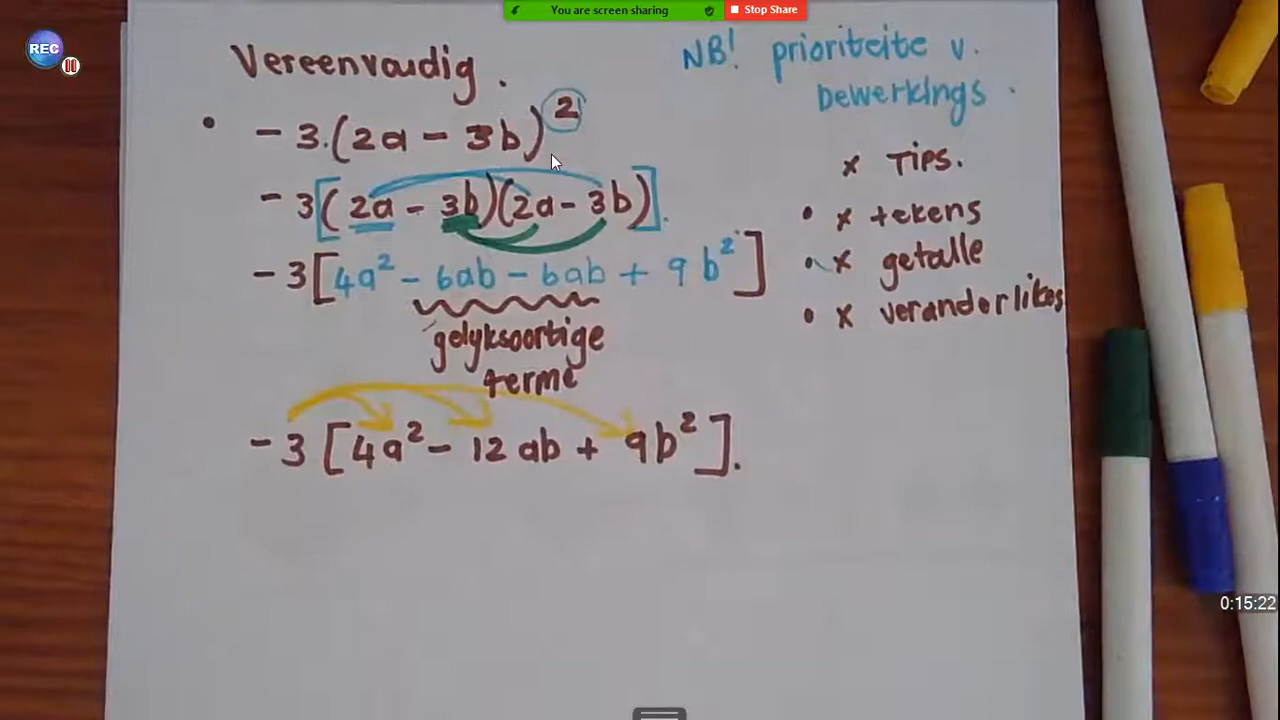 You are screen sharing
Stop Share
REC
Vereenvoudig.
NB! prioriteite v.
bewerkings.
• -3.(2a - 3b)²
-3[(2a - 3b)(2a - 3b)].
-3[4a² - 6ab - 6ab + 9b²]
gelyksoortige
terme
-3[4a² - 12ab + 9b²].
x Tips.
• x tekens
• x getalle
• x veranderlikes
0:15:22